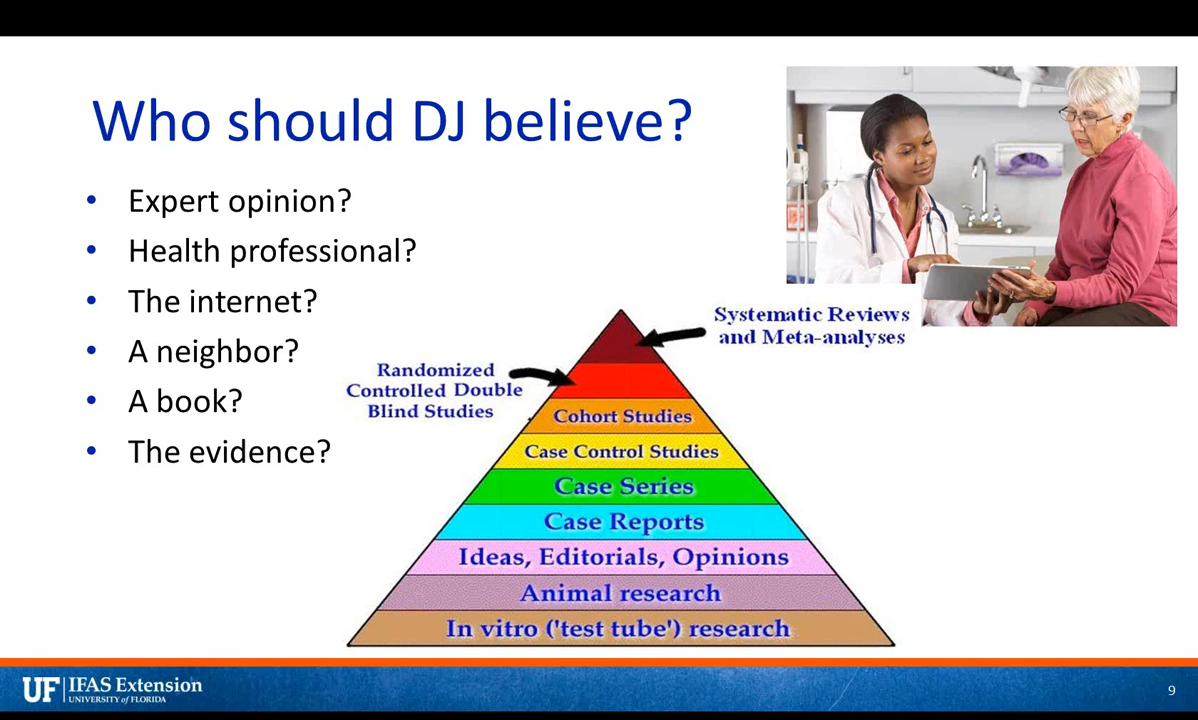 Who should DJ believe?
• Expert opinion?
• Health professional?
• The internet?
• A neighbor?
• A book?
• The evidence?
Systematic Reviews
and Meta-analyses
Randomized
Controlled Double
Blind Studies
Cohort Studies
Case Control Studies
Case Series
Case Reports
Ideas, Editorials, Opinions
Animal research
In vitro ('test tube') research
UF IFAS Extension
UNIVERSITY of FLORIDA
9